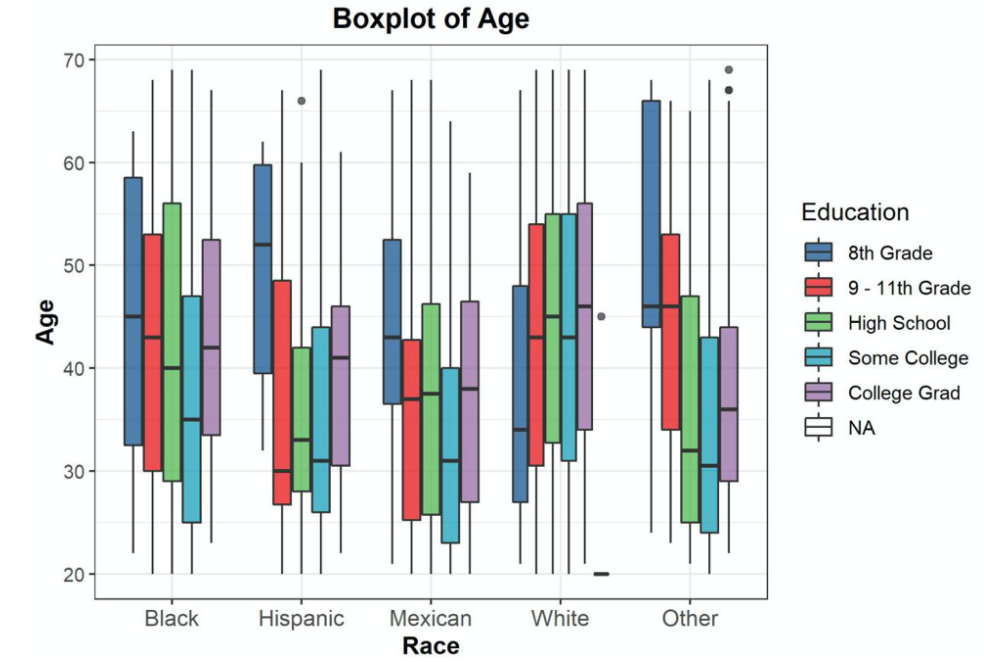 Boxplot of Age
70
60
50
40
30
20
Age
Black
Hispanic
Mexican
White
Other
Race
Education
8th Grade
9 - 11th Grade
High School
Some College
College Grad
NA